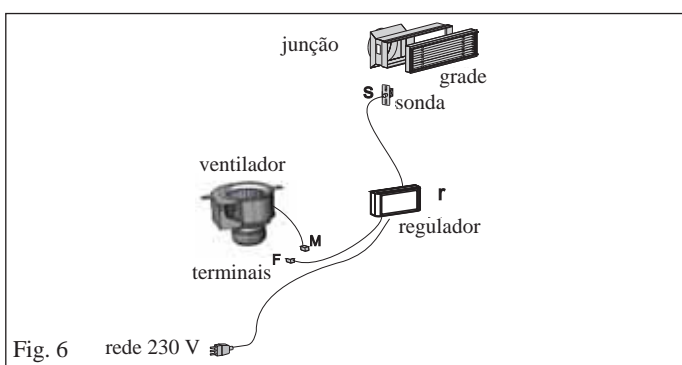 junção
grade
S
sonda
ventilador
r
regulador
M
F
terminais
Fig. 6 rede 230 V